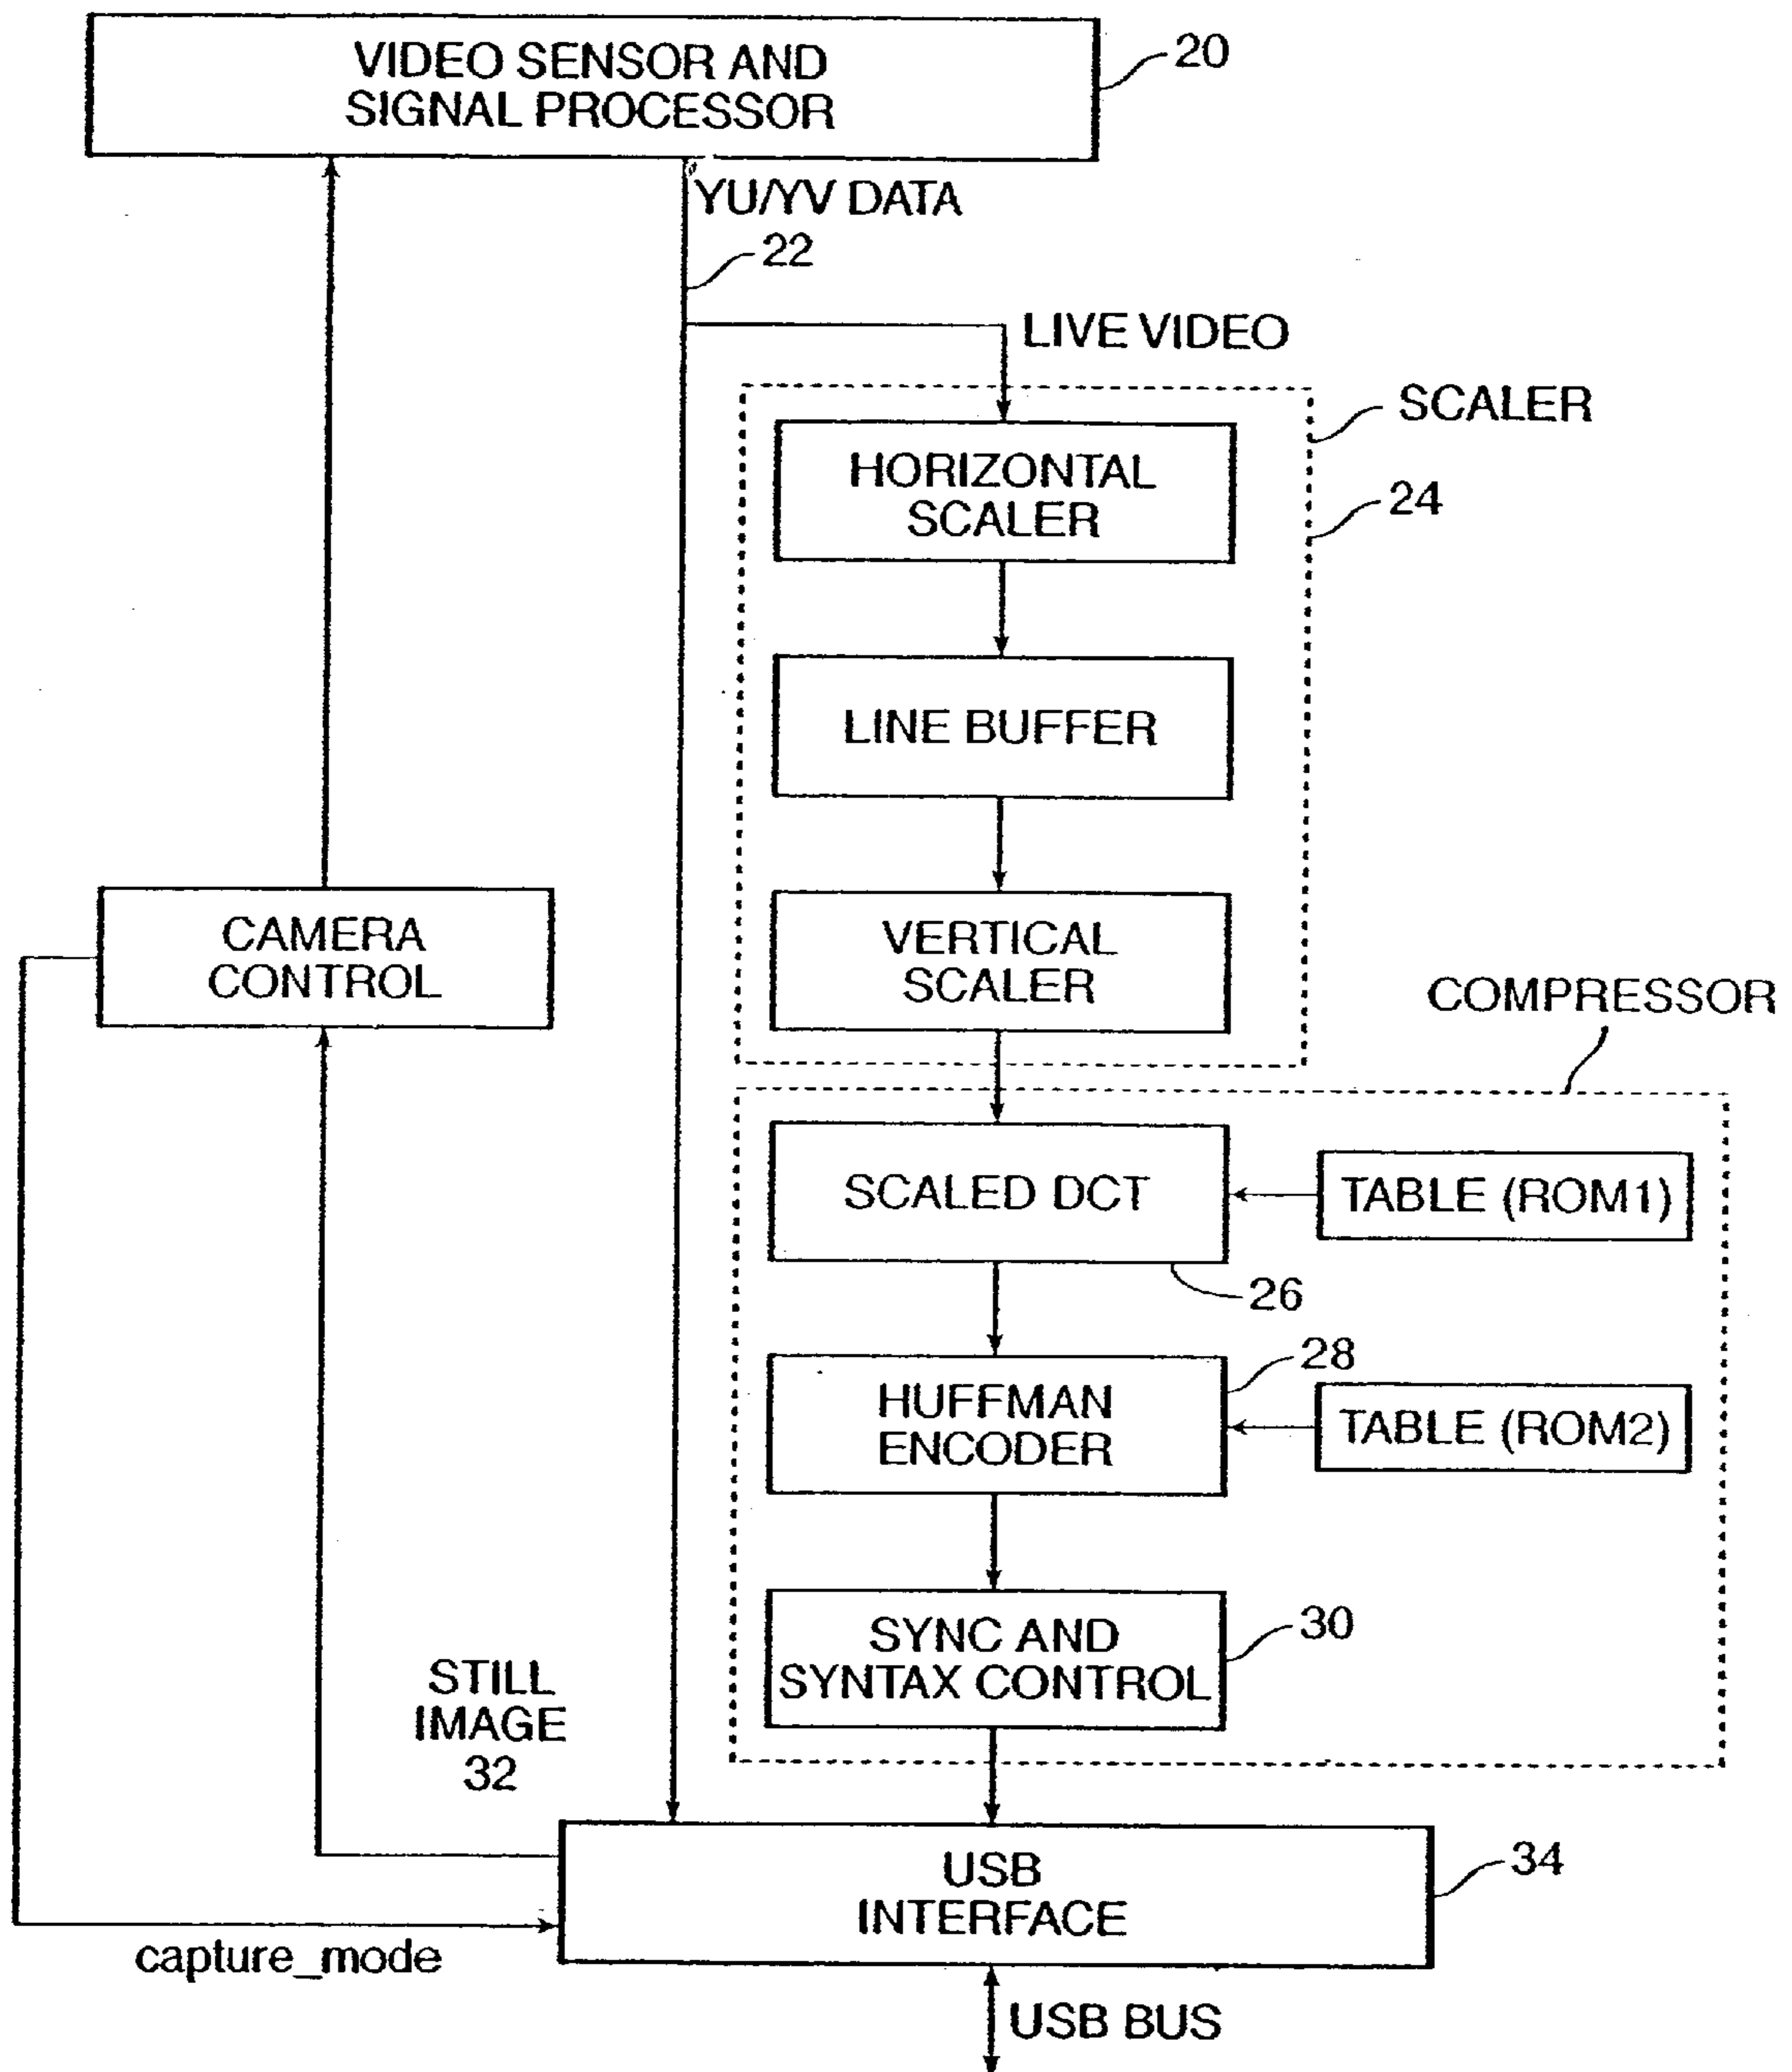 VIDEO SENSOR AND
SIGNAL PROCESSOR
20
YU/YV DATA
22
LIVE VIDEO
SCALER
HORIZONTAL
SCALER
24
LINE BUFFER
CAMERA
CONTROL
VERTICAL
SCALER
COMPRESSOR
SCALED DCT
TABLE (ROM1)
26
HUFFMAN
ENCODER
28
TABLE (ROM2)
SYNC AND
SYNTAX CONTROL
30
STILL
IMAGE
32
USB
INTERFACE
34
capture_mode
USB BUS